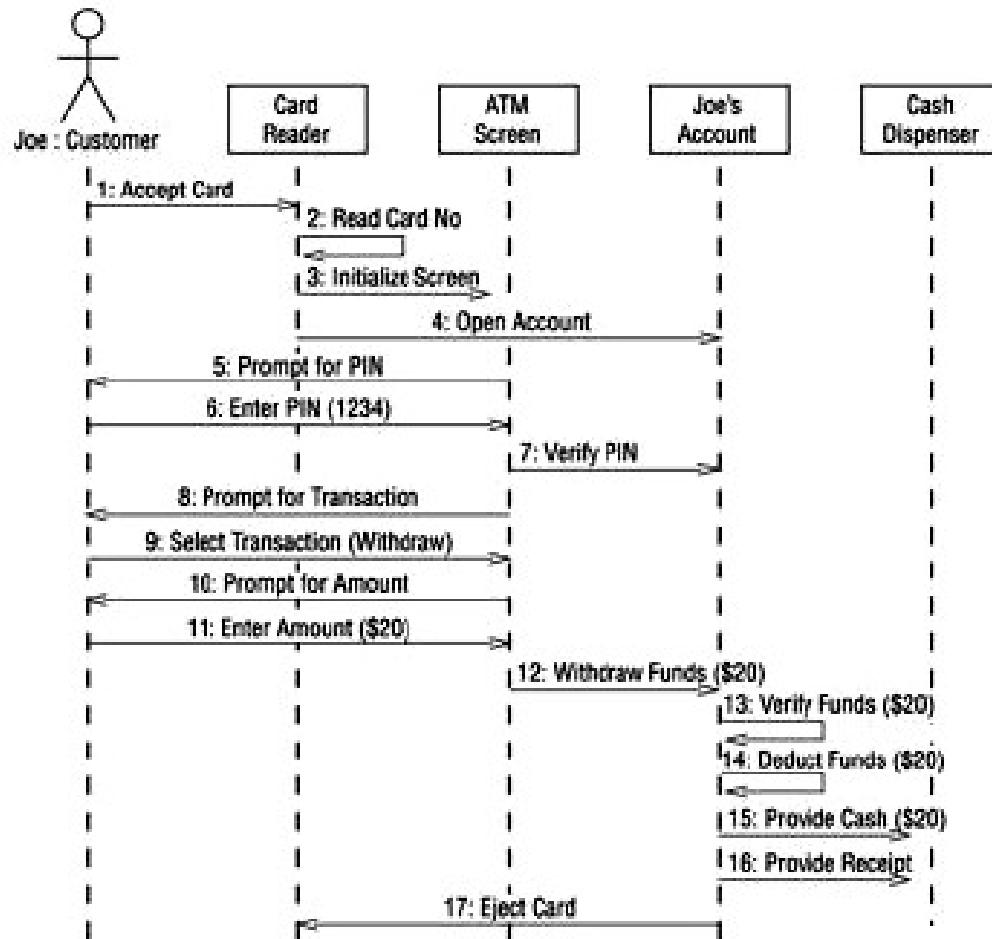 Joe : Customer
Card
Reader
ATM
Screen
Joe's
Account
Cash
Dispenser
1: Accept Card
2: Read Card No
3: Initialize Screen
4: Open Account
5: Prompt for PIN
6: Enter PIN (1234)
7: Verify PIN
8: Prompt for Transaction
9: Select Transaction (Withdraw)
10: Prompt for Amount
11: Enter Amount ($20)
12: Withdraw Funds ($20)
13: Verify Funds ($20)
14: Deduct Funds ($20)
15: Provide Cash ($20)
16: Provide Receipt
17: Eject Card